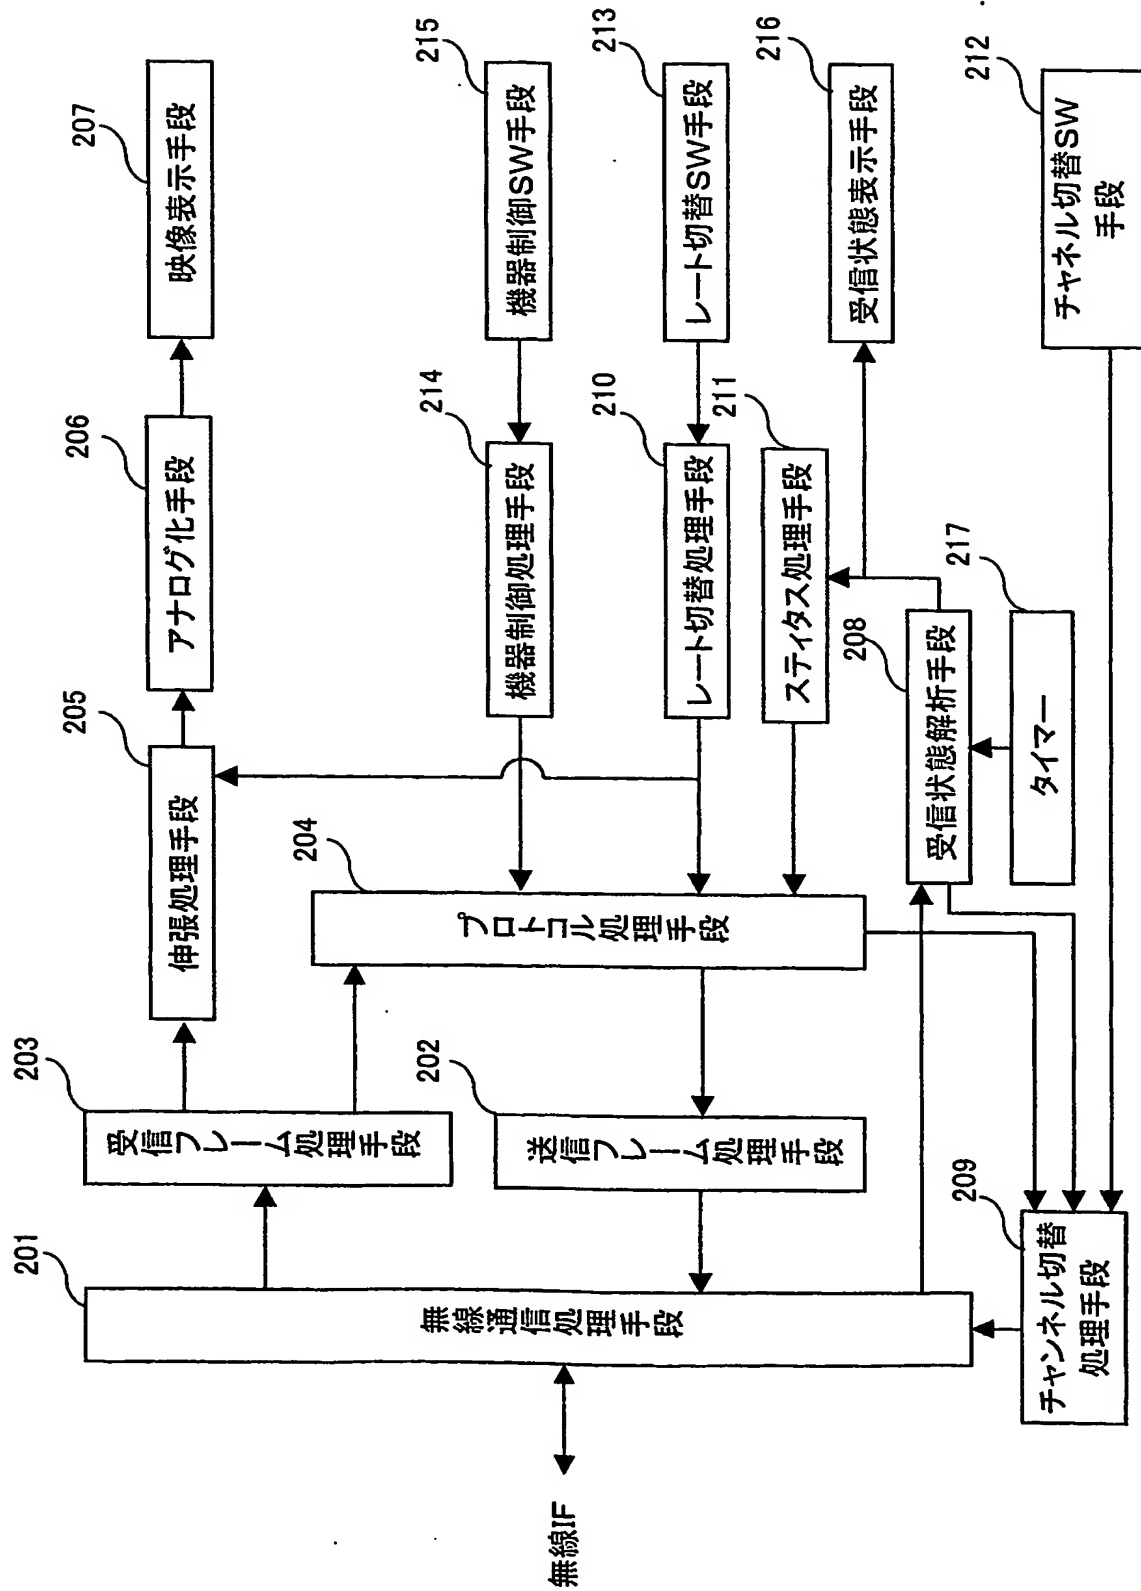 無線IF
201
無線通信処理手段
203
受信フレーム処理手段
202
送信フレーム処理手段
209
チャンネル切替
処理手段
205
伸張処理手段
204
プロトコル処理手段
206
アナログ化手段
214
機器制御処理手段
210
レート切替処理手段
211
スティタス処理手段
208
受信状態解析手段
217
タイマー
207
映像表示手段
215
機器制御SW手段
213
レート切替SW手段
216
受信状態表示手段
212
チャネル切替SW
手段